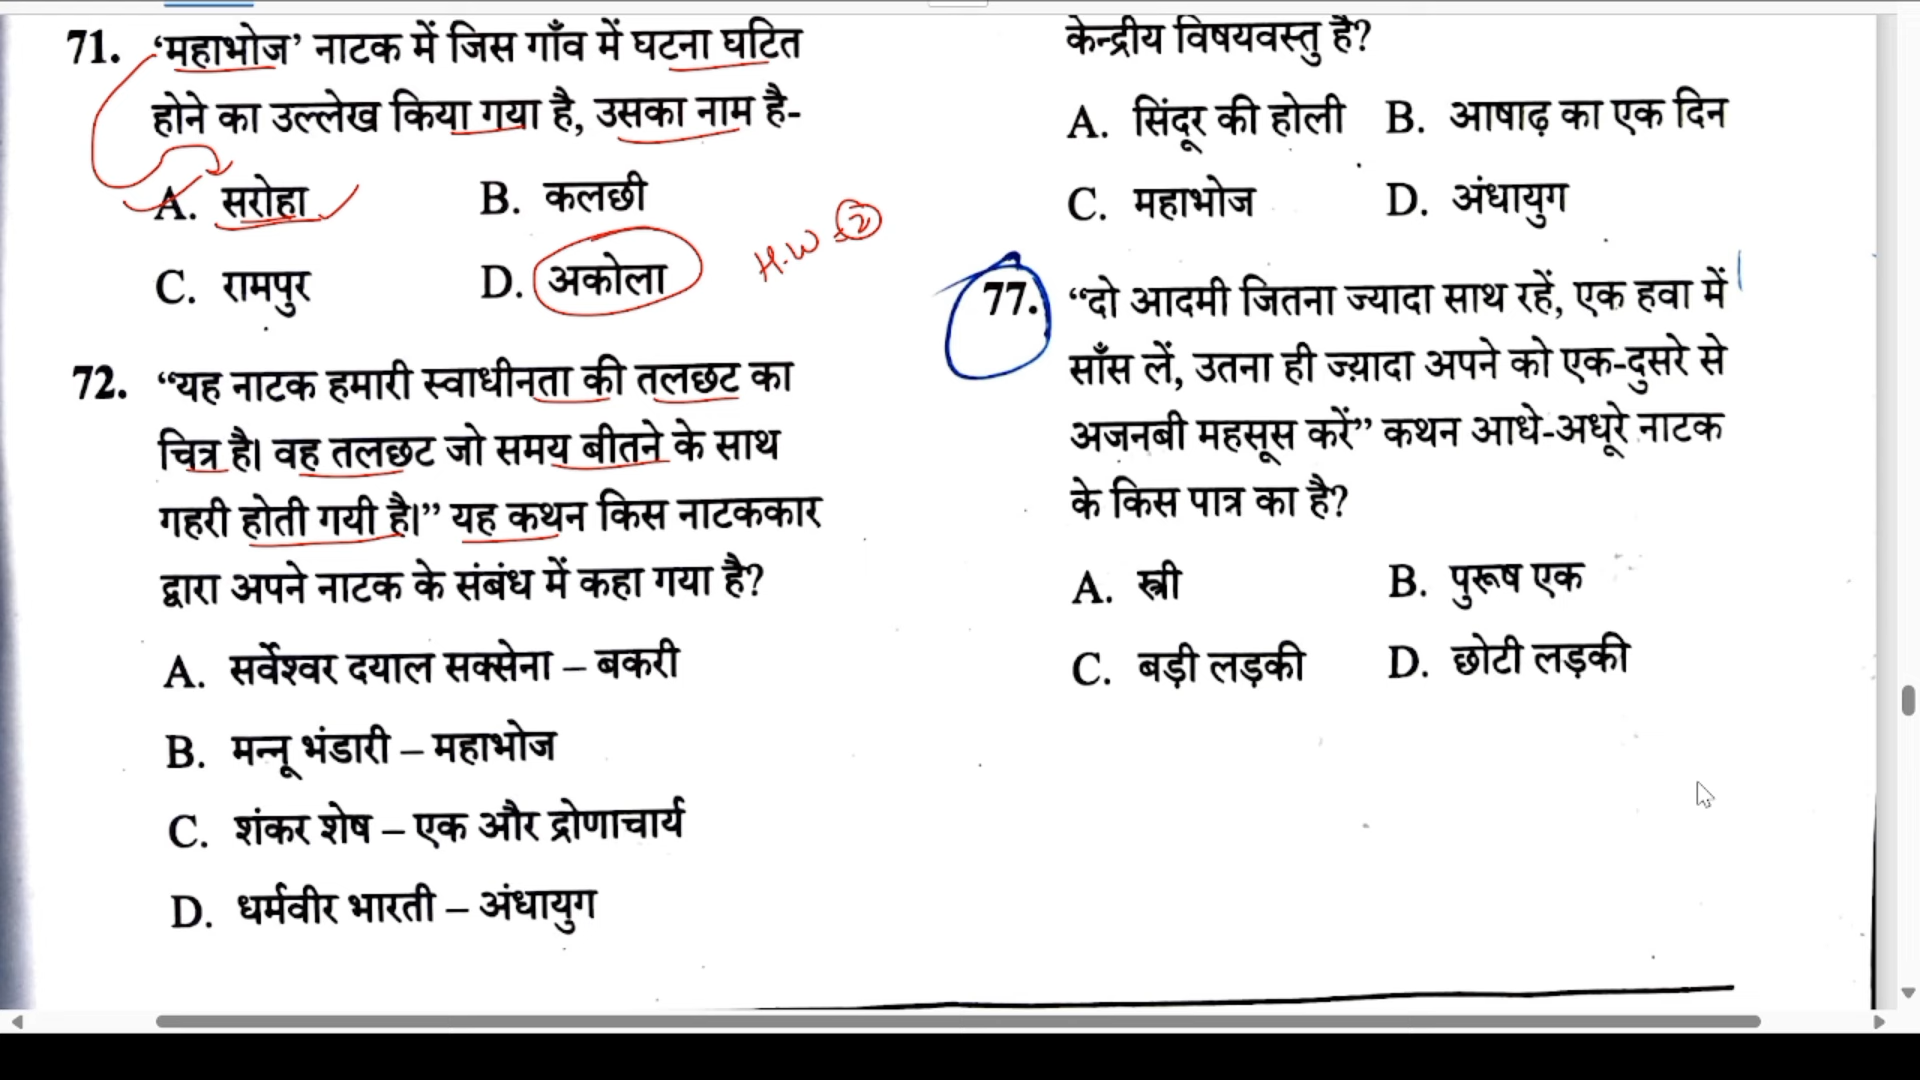 71. ‘महाभोज’ नाटक में जिस गाँव में घटना घटित
होने का उल्लेख किया गया है, उसका नाम है-
A. सरोहा B. कलछी
C. रामपुर D. अकोला
H.W = 2
72. “यह नाटक हमारी स्वाधीनता की तलछट का
चित्र है। वह तलछट जो समय बीतने के साथ
गहरी होती गयी है।” यह कथन किस नाटककार
द्वारा अपने नाटक के संबंध में कहा गया है?
A. सर्वेश्वर दयाल सक्सेना – बकरी
B. मन्नू भंडारी – महाभोज
C. शंकर शेष – एक और द्रोणाचार्य
D. धर्मवीर भारती – अंधायुग
केन्द्रीय विषयवस्तु है?
A. सिंदूर की होली B. आषाढ़ का एक दिन
C. महाभोज D. अंधायुग
77. “दो आदमी जितना ज्यादा साथ रहें, एक हवा में
साँस लें, उतना ही ज़्यादा अपने को एक-दुसरे से
अजनबी महसूस करें” कथन आधे-अधूरे नाटक
के किस पात्र का है?
A. स्त्री B. पुरूष एक
C. बड़ी लड़की D. छोटी लड़की